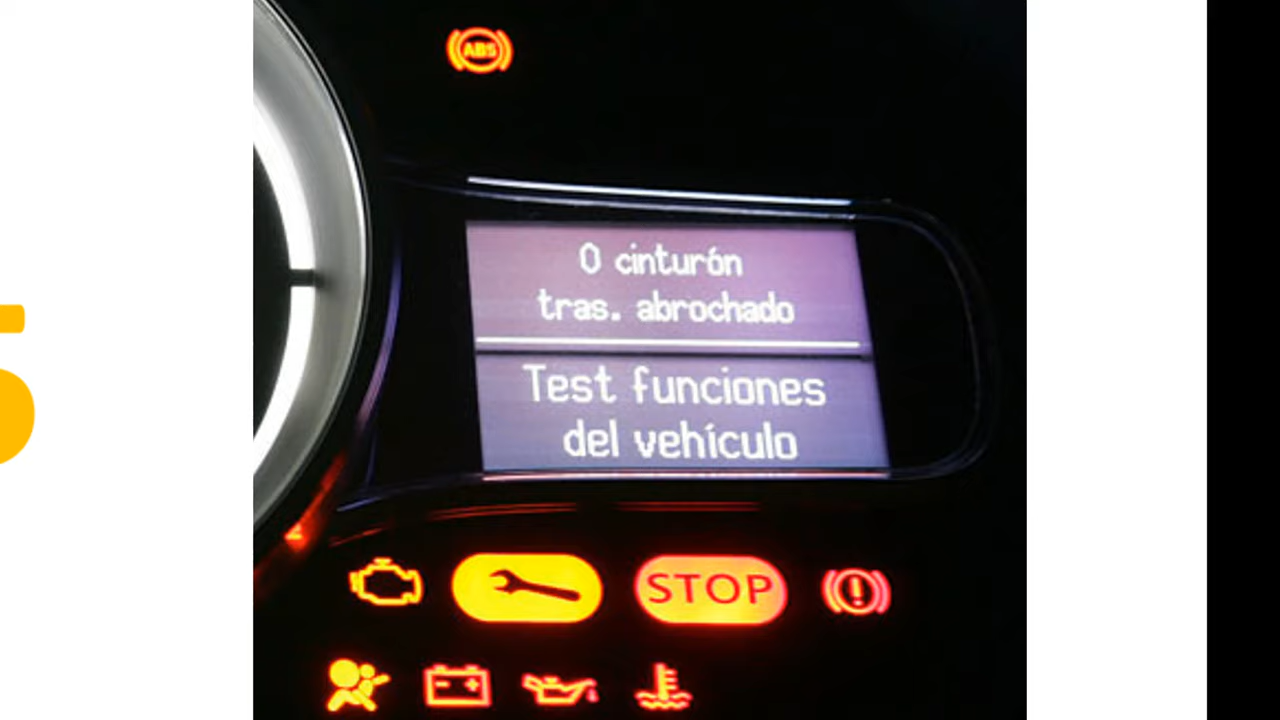 ABS
0 cinturón
tras. abrochado
Test funciones
del vehículo
STOP